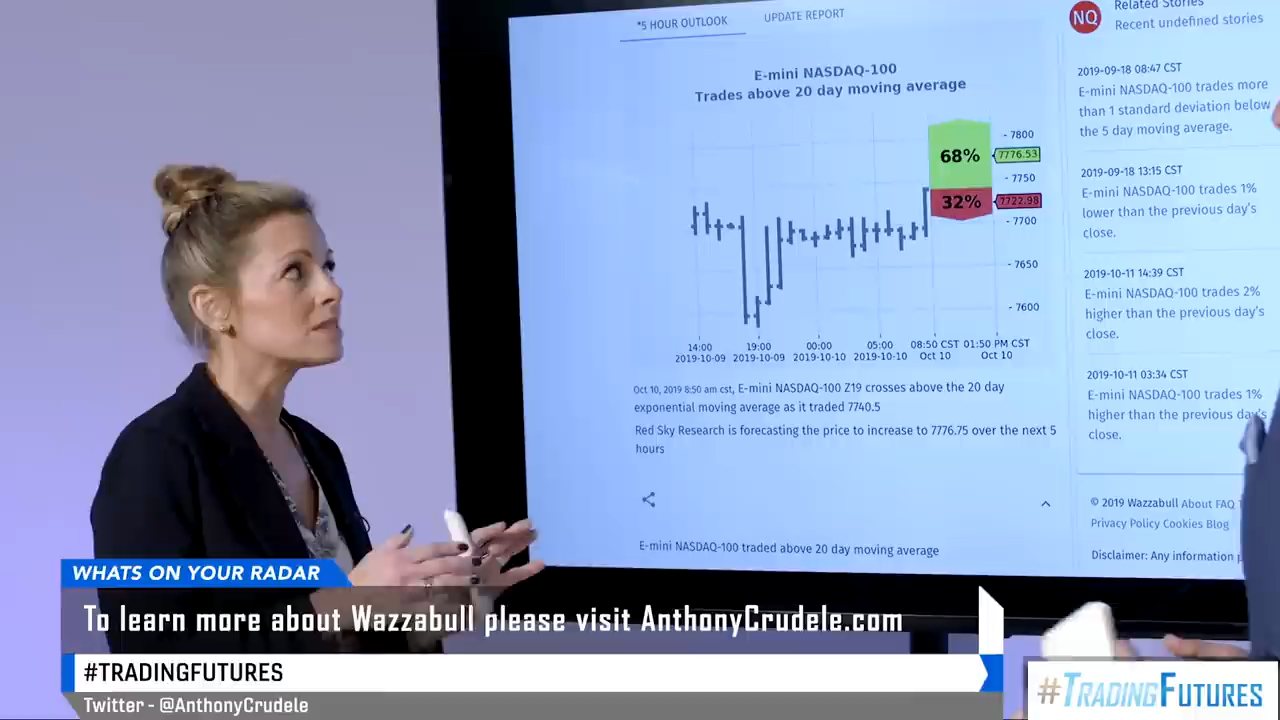 *5 HOUR OUTLOOK
UPDATE REPORT
E-mini NASDAQ-100
Trades above 20 day moving average
68%
32%
- 7800
7776.53
- 7750
7722.98
- 7700
- 7650
- 7600
14:00
2019-10-09
19:00
2019-10-09
00:00
2019-10-10
05:00
2019-10-10
08:50 CST
Oct 10
01:50 PM CST
Oct 10
Oct 10, 2019 8:50 am cst, E-mini NASDAQ-100 Z19 crosses above the 20 day
exponential moving average as it traded 7740.5
Red Sky Research is forecasting the price to increase to 7776.75 over the next 5
hours
E-mini NASDAQ-100 traded above 20 day moving average
NQ
Related Stories
Recent undefined stories
2019-09-18 08:47 CST
E-mini NASDAQ-100 trades more
than 1 standard deviation below
the 5 day moving average.
2019-09-18 13:15 CST
E-mini NASDAQ-100 trades 1%
lower than the previous day's
close.
2019-10-11 14:39 CST
E-mini NASDAQ-100 trades 2%
higher than the previous day's
close.
2019-10-11 03:34 CST
E-mini NASDAQ-100 trades 1%
higher than the previous day's
close.
© 2019 Wazzabull About FAQ
Privacy Policy Cookies Blog
Disclaimer: Any information
WHATS ON YOUR RADAR
To learn more about Wazzabull please visit AnthonyCrudele.com
#TRADINGFUTURES
Twitter - @AnthonyCrudele
#TRADINGFUTURES